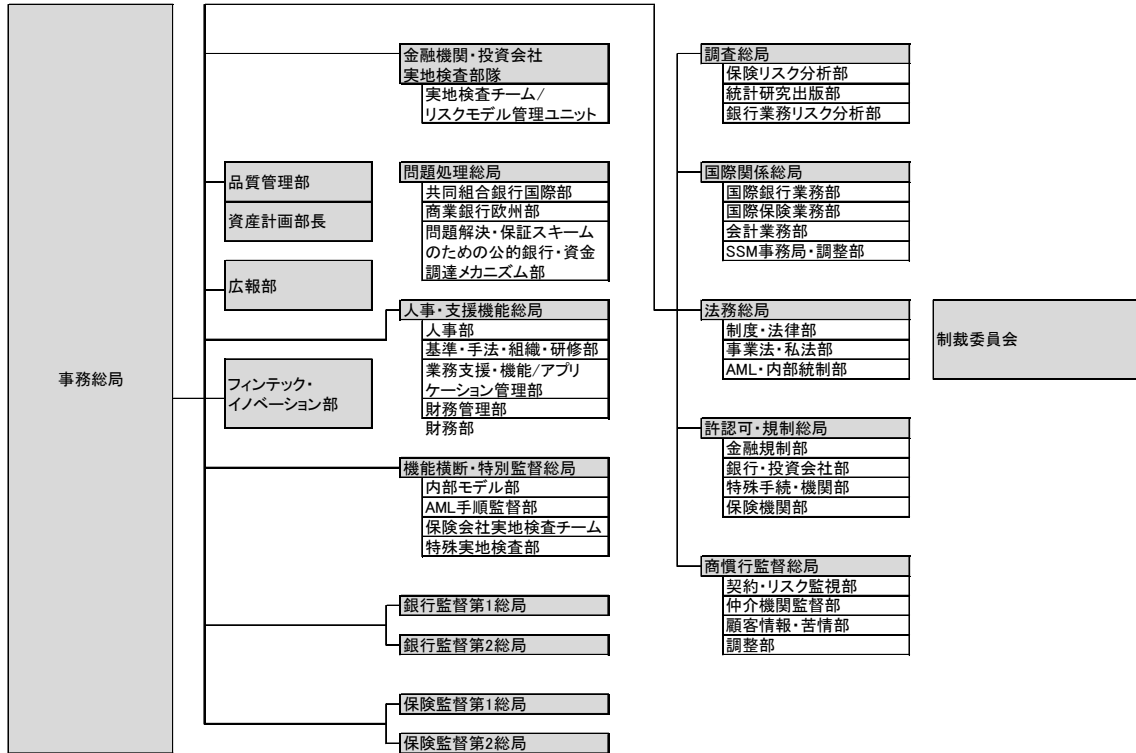 事務総局
品質管理部
資産計画部長
広報部
フィンテック・
イノベーション部
金融機関・投資会社
実地検査部隊
実地検査チーム/
リスクモデル管理ユニット
問題処理総局
共同組合銀行国際部
商業銀行欧州部
問題解決・保証スキーム
のための公的銀行・資金
調達メカニズム部
人事・支援機能総局
人事部
基準・手法・組織・研修部
業務支援・機能/アプリ
ケーション管理部
財務管理部
財務部
機能横断・特別監督総局
内部モデル部
AML手順監督部
保険会社実地検査チーム
特殊実地検査部
銀行監督第1総局
銀行監督第2総局
保険監督第1総局
保険監督第2総局
調査総局
保険リスク分析部
統計研究出版部
銀行業務リスク分析部
国際関係総局
国際銀行業務部
国際保険業務部
会計業務部
SSM事務局・調整部
法務総局
制度・法律部
事業法・私法部
AML・内部統制部
許認可・規制総局
金融規制部
銀行・投資会社部
特殊手続・機関部
保険機関部
商慣行監督総局
契約・リスク監視部
仲介機関監督部
顧客情報・苦情部
調整部
制裁委員会